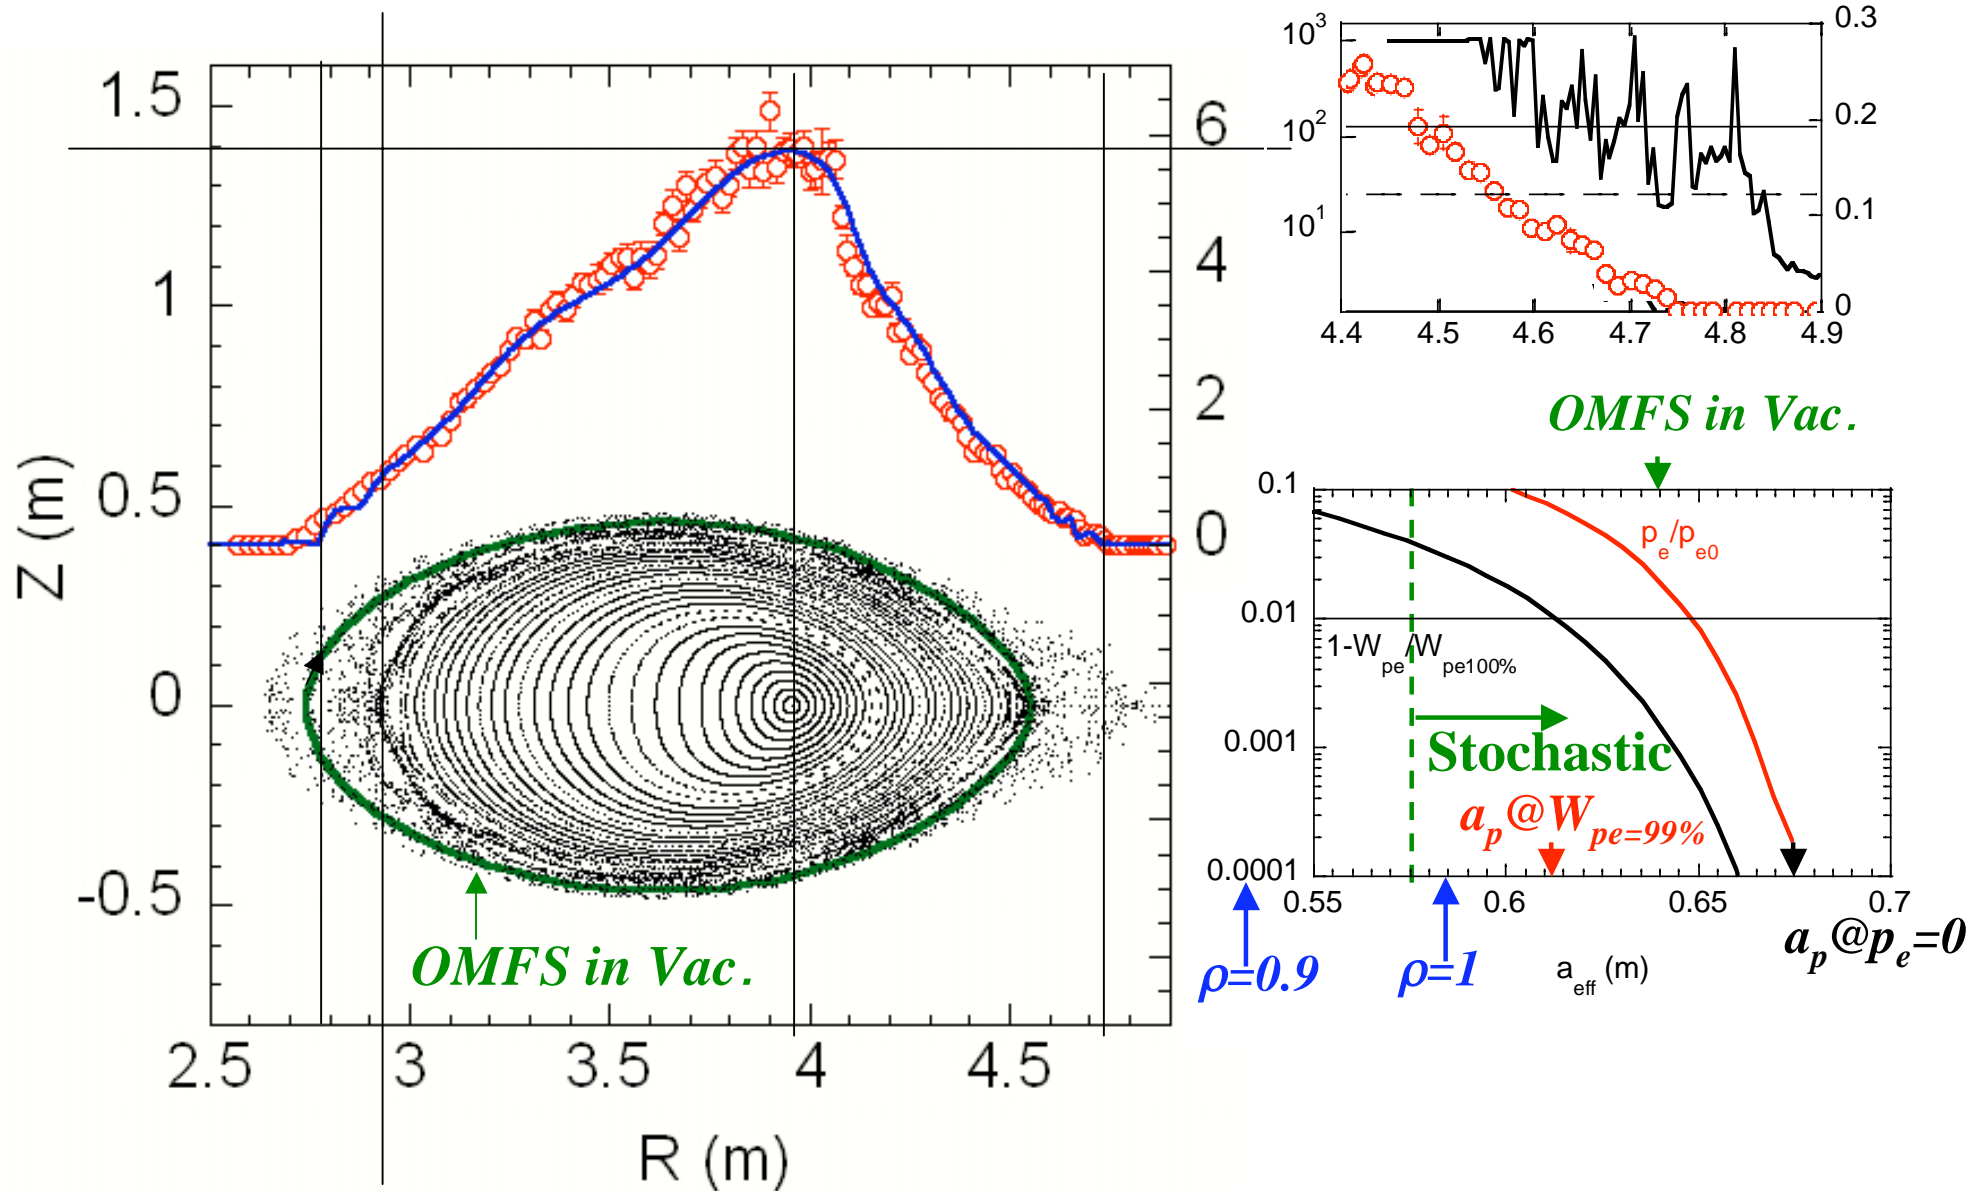 1.5
1
0.5
0
-0.5
Z (m)
2.5
3
3.5
4
4.5
R (m)
6
4
2
0
OMFS in Vac.
10³
10²
10¹
0.3
0.2
0.1
0
4.4
4.5
4.6
4.7
4.8
4.9
OMFS in Vac.
0.1
0.01
0.001
0.0001
p_e/p_e0
1-W_pe/W_pe100%
Stochastic
a_p@W_pe=99%
0.55
0.6
0.65
0.7
a_p@p_e=0
ρ=0.9
ρ=1
a_eff (m)